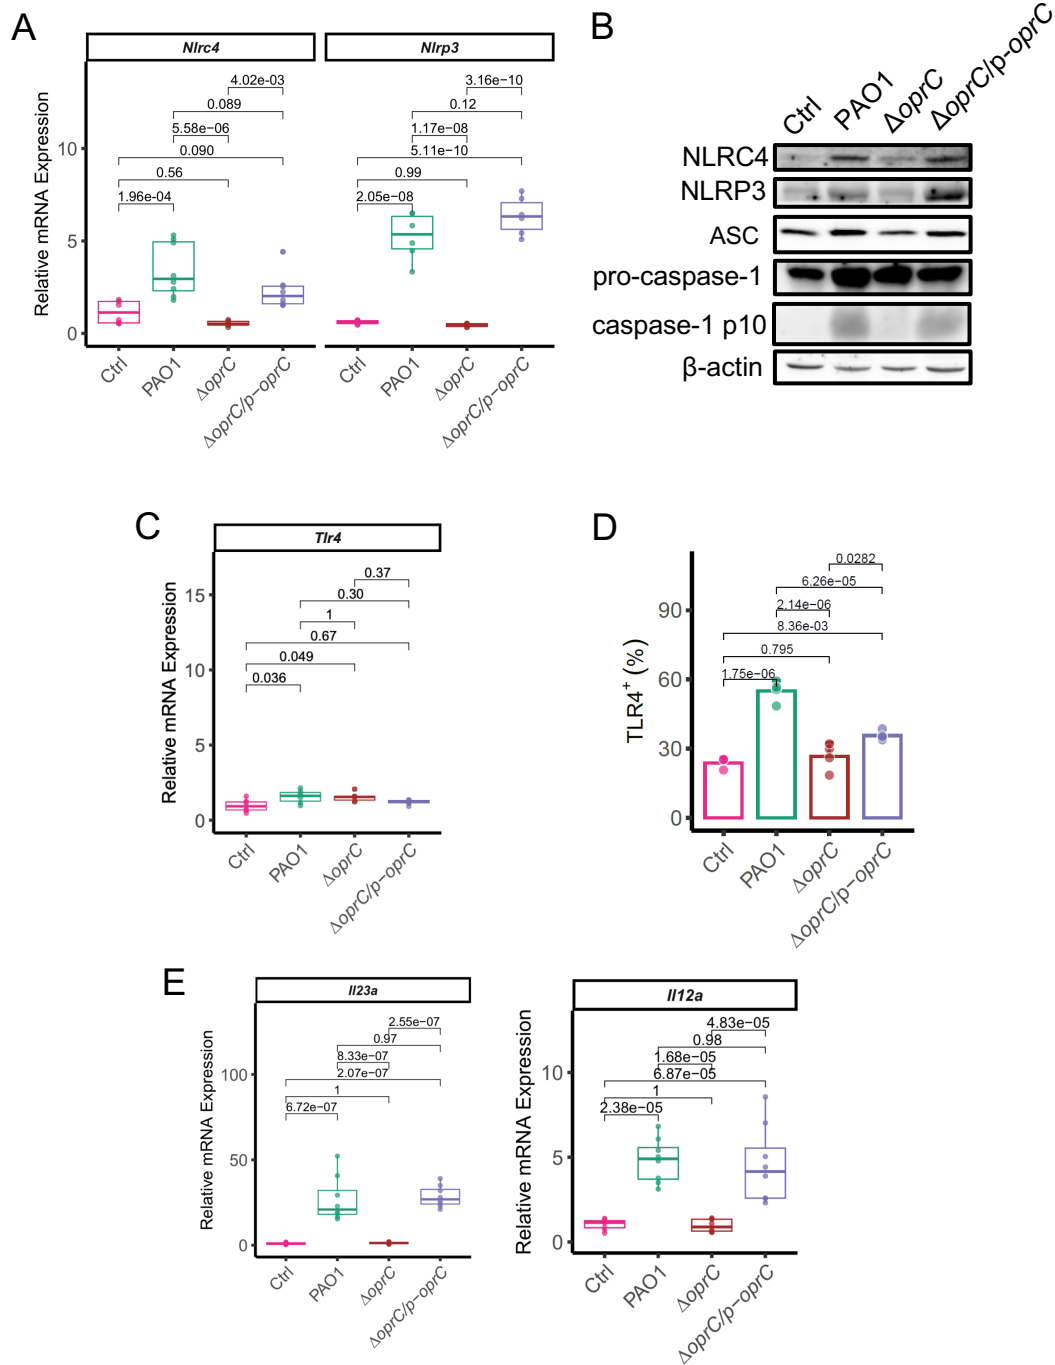 A
Nlrc4
Nlrp3
Relative mRNA Expression
10
5
0
4.02e−03
0.089
5.58e−06
0.090
0.56
1.96e−04
3.16e−10
0.12
1.17e−08
5.11e−10
0.99
2.05e−08
Ctrl
PAO1
ΔoprC
ΔoprC/p−oprC
Ctrl
PAO1
ΔoprC
ΔoprC/p−oprC
B
Ctrl
PAO1
ΔoprC
ΔoprC/p-oprC
NLRC4
NLRP3
ASC
pro-caspase-1
caspase-1 p10
β-actin
C
Tlr4
Relative mRNA Expression
15
10
5
0
0.37
0.30
1
0.67
0.049
0.036
Ctrl
PAO1
ΔoprC
ΔoprC/p−oprC
D
TLR4+ (%)
90
60
30
0
0.0282
6.26e−05
2.14e−06
8.36e−03
0.795
1.75e−06
Ctrl
PAO1
ΔoprC
ΔoprC/p−oprC
E
Il23a
Relative mRNA Expression
100
50
0
2.55e−07
0.97
8.33e−07
2.07e−07
1
6.72e−07
Ctrl
PAO1
ΔoprC
ΔoprC/p−oprC
Il12a
Relative mRNA Expression
10
5
0
4.83e−05
0.98
1.68e−05
6.87e−05
1
2.38e−05
Ctrl
PAO1
ΔoprC
ΔoprC/p−oprC